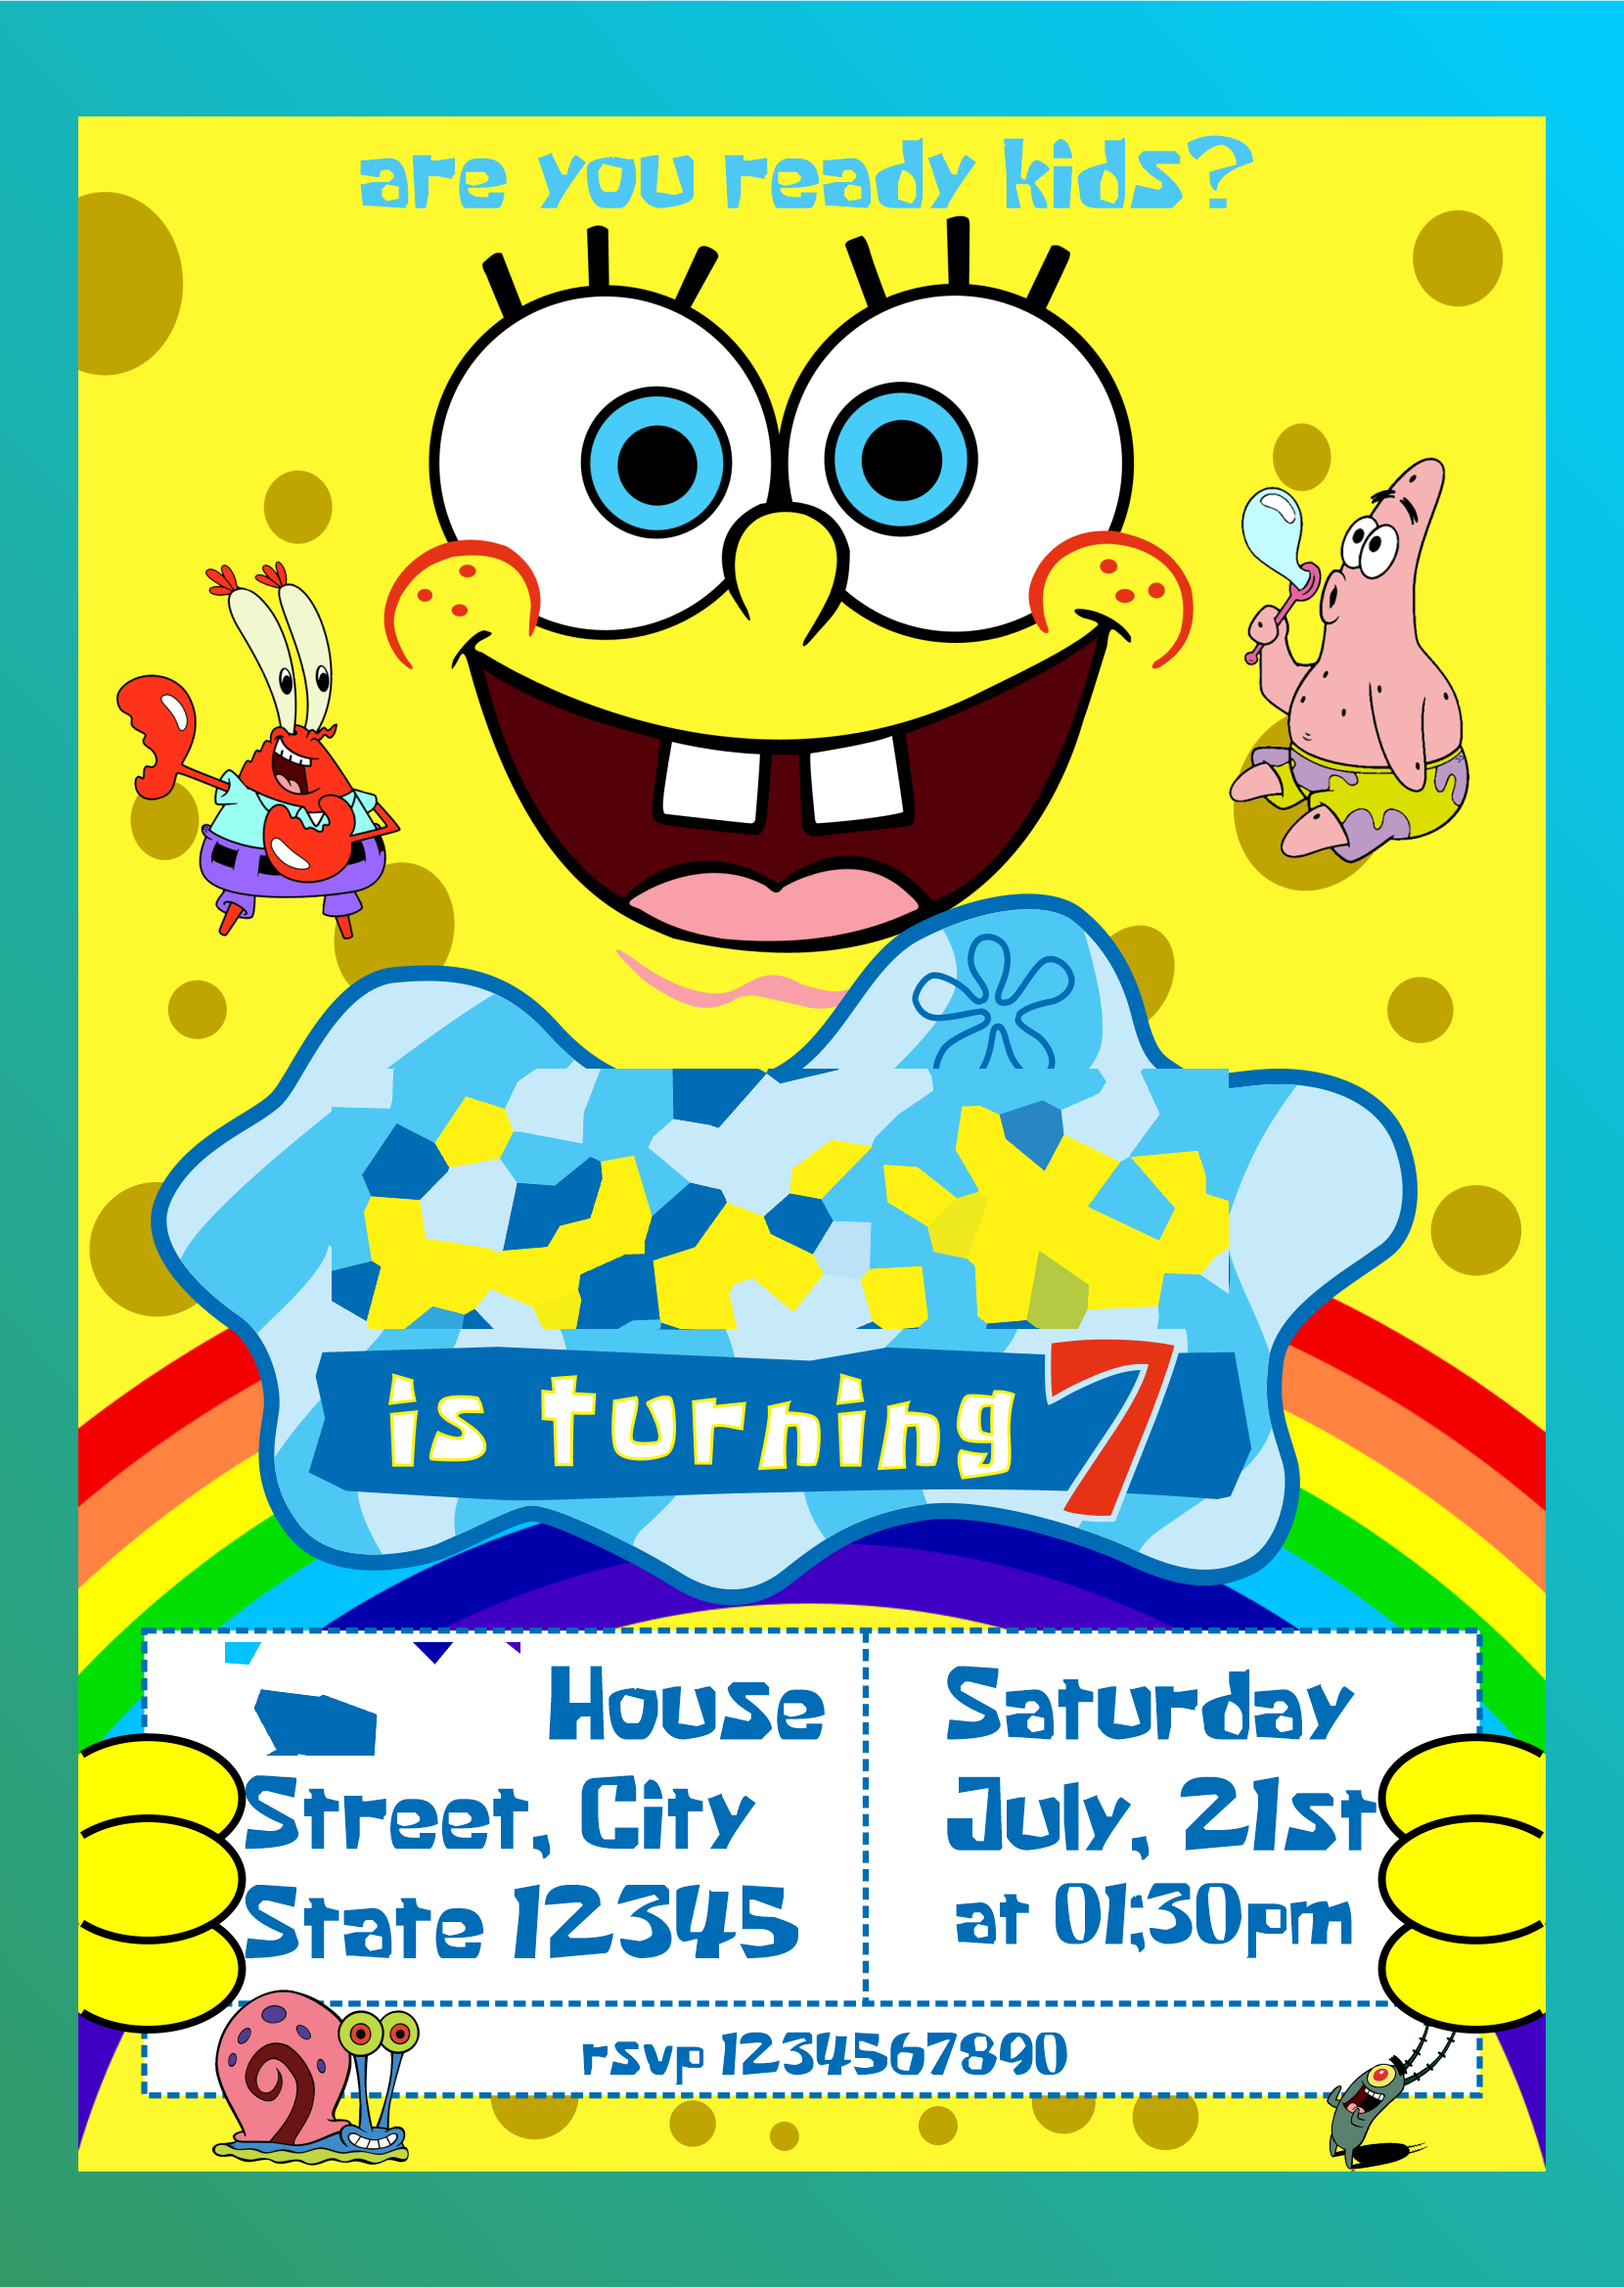 are you ready kids?
is turning 7
House
Street, City
State 12345
Saturday
July, 21st
at 01:30pm
rsvp 1234567890